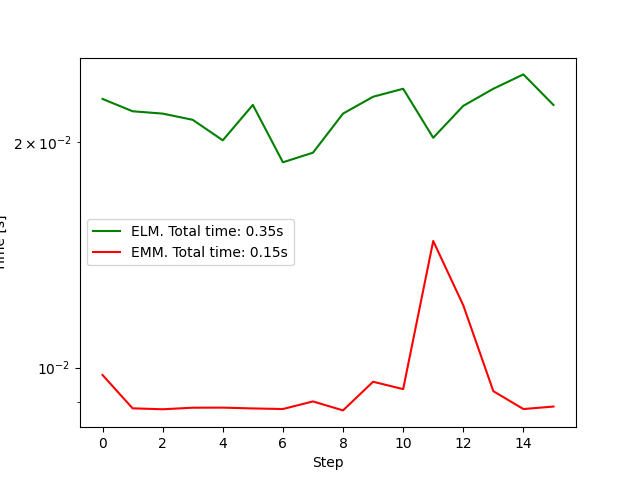 2 × 10⁻²
10⁻²
ELM. Total time: 0.35s
EMM. Total time: 0.15s
0 2 4 6 8 10 12 14
Step